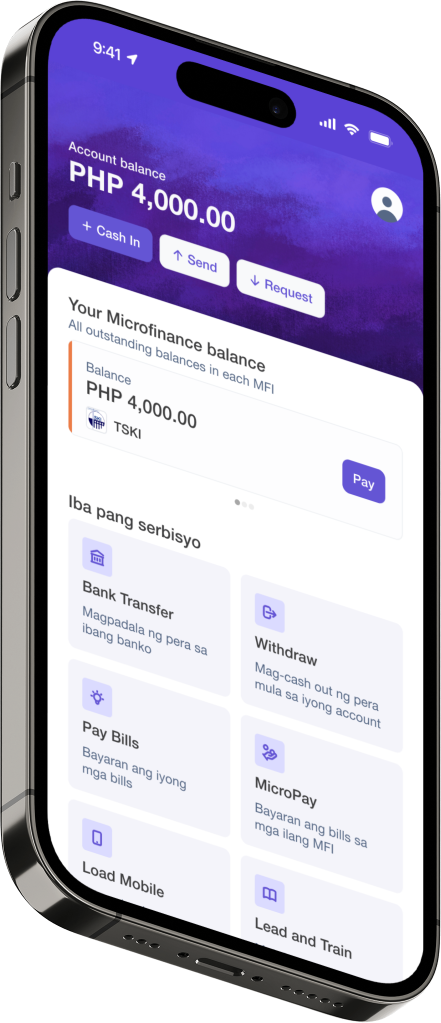 9:41
Account balance
PHP 4,000.00
+ Cash In
↑ Send
↓ Request
Your Microfinance balance
All outstanding balances in each MFI
Balance
PHP 4,000.00
TSKI
Pay
Iba pang serbisyo
Bank Transfer
Magpadala ng pera sa
ibang banko
Withdraw
Mag-cash out ng pera
mula sa iyong account
Pay Bills
Bayaran ang iyong
mga bills
MicroPay
Bayaran ang bills sa
mga ilang MFI
Load Mobile
Lead and Train